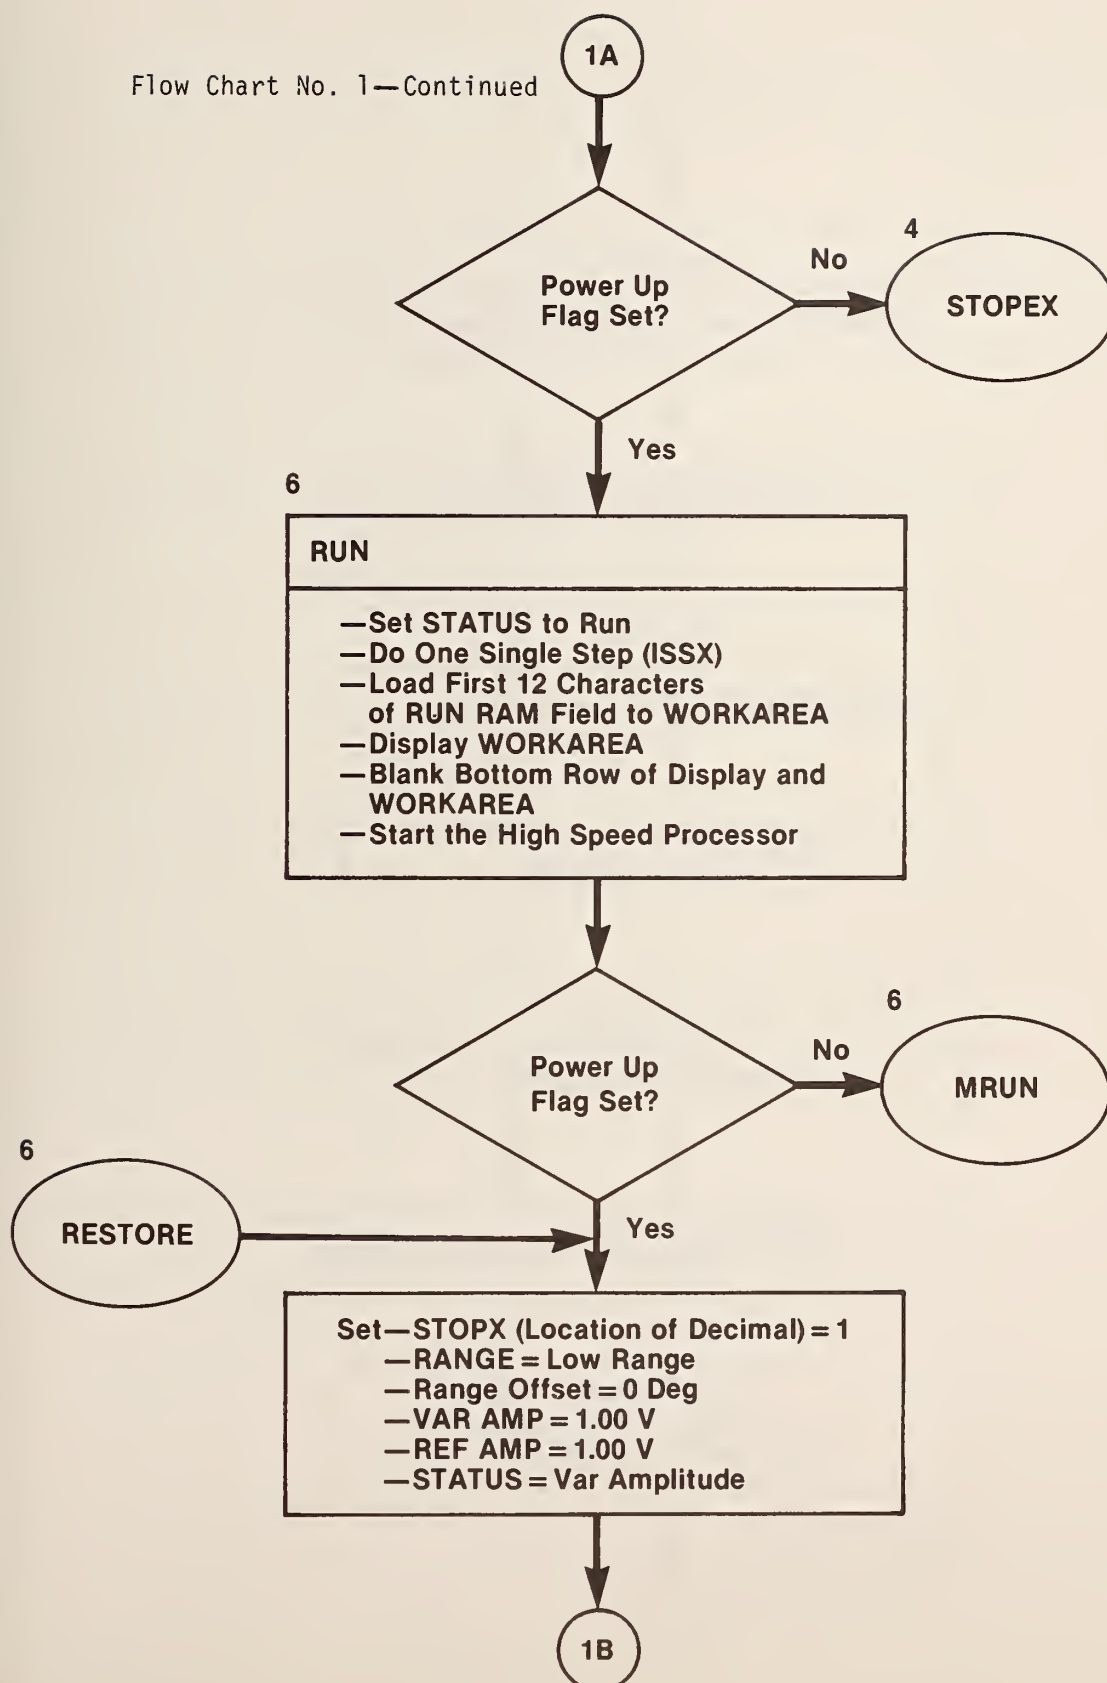 1A
Flow Chart No. 1—Continued
Power Up
Flag Set?
No
4
STOPEX
Yes
6
RUN
—Set STATUS to Run
—Do One Single Step (ISSX)
—Load First 12 Characters
of RUN RAM Field to WORKAREA
—Display WORKAREA
—Blank Bottom Row of Display and
WORKAREA
—Start the High Speed Processor
Power Up
Flag Set?
No
6
MRUN
6
RESTORE
Yes
Set—STOPX (Location of Decimal) = 1
—RANGE = Low Range
—Range Offset = 0 Deg
—VAR AMP = 1.00 V
—REF AMP = 1.00 V
—STATUS = Var Amplitude
1B